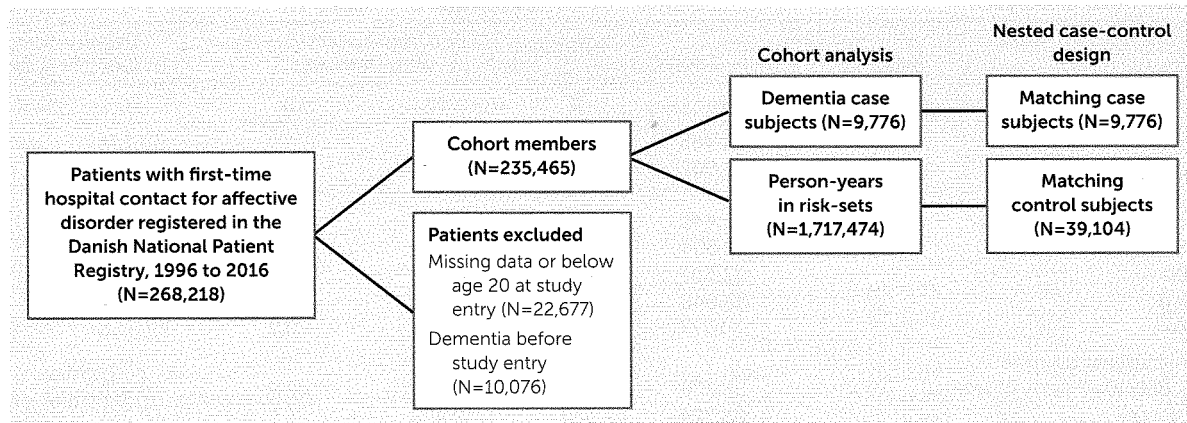 Patients with first-time
hospital contact for affective
disorder registered in the
Danish National Patient
Registry, 1996 to 2016
(N=268,218)
Cohort members
(N=235,465)
Patients excluded
Missing data or below
age 20 at study
entry (N=22,677)
Dementia before
study entry
(N=10,076)
Cohort analysis
Dementia case
subjects (N=9,776)
Person-years
in risk-sets
(N=1,717,474)
Nested case-control
design
Matching case
subjects (N=9,776)
Matching
control subjects
(N=39,104)